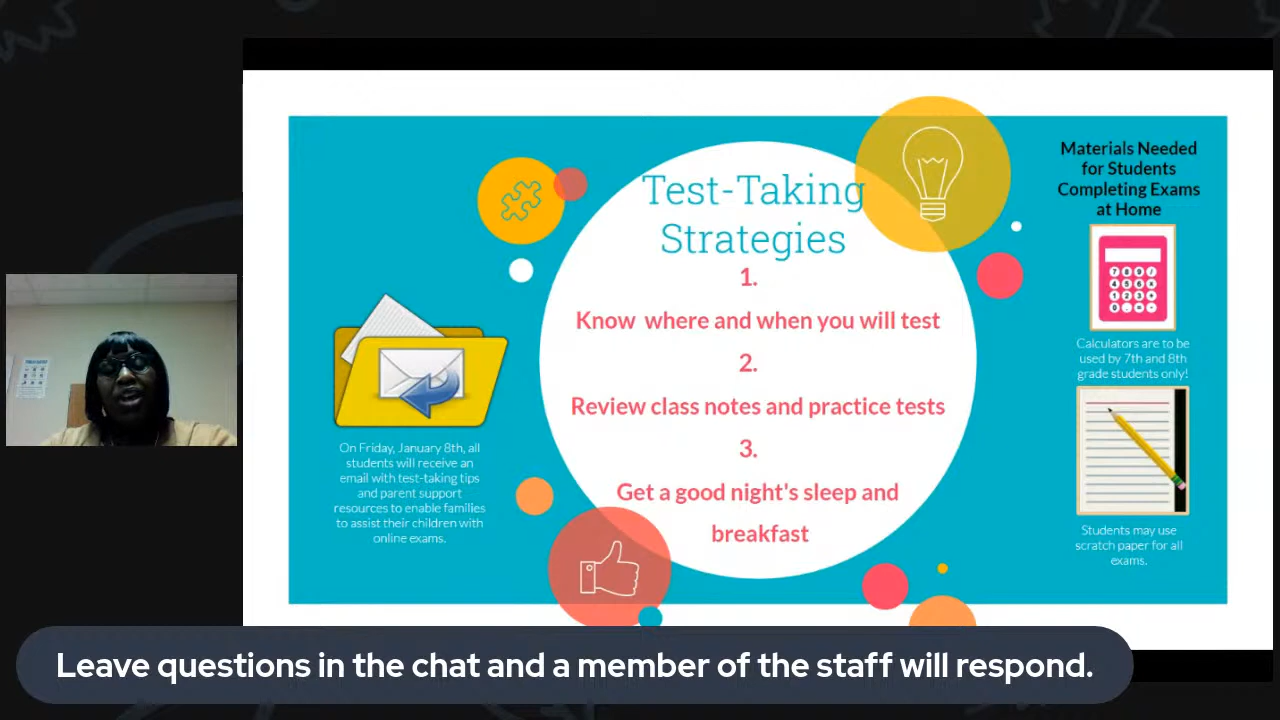 Test-Taking
Strategies
1.
Know where and when you will test
2.
Review class notes and practice tests
3.
Get a good night's sleep and
breakfast
On Friday, January 8th, all
students will receive an
email with test-taking tips
and parent support
resources to enable families
to assist their children with
online exams.
Materials Needed
for Students
Completing Exams
at Home
Calculators are to be
used by 7th and 8th
grade students only!
Students may use
scratch paper for all
exams.
Leave questions in the chat and a member of the staff will respond.